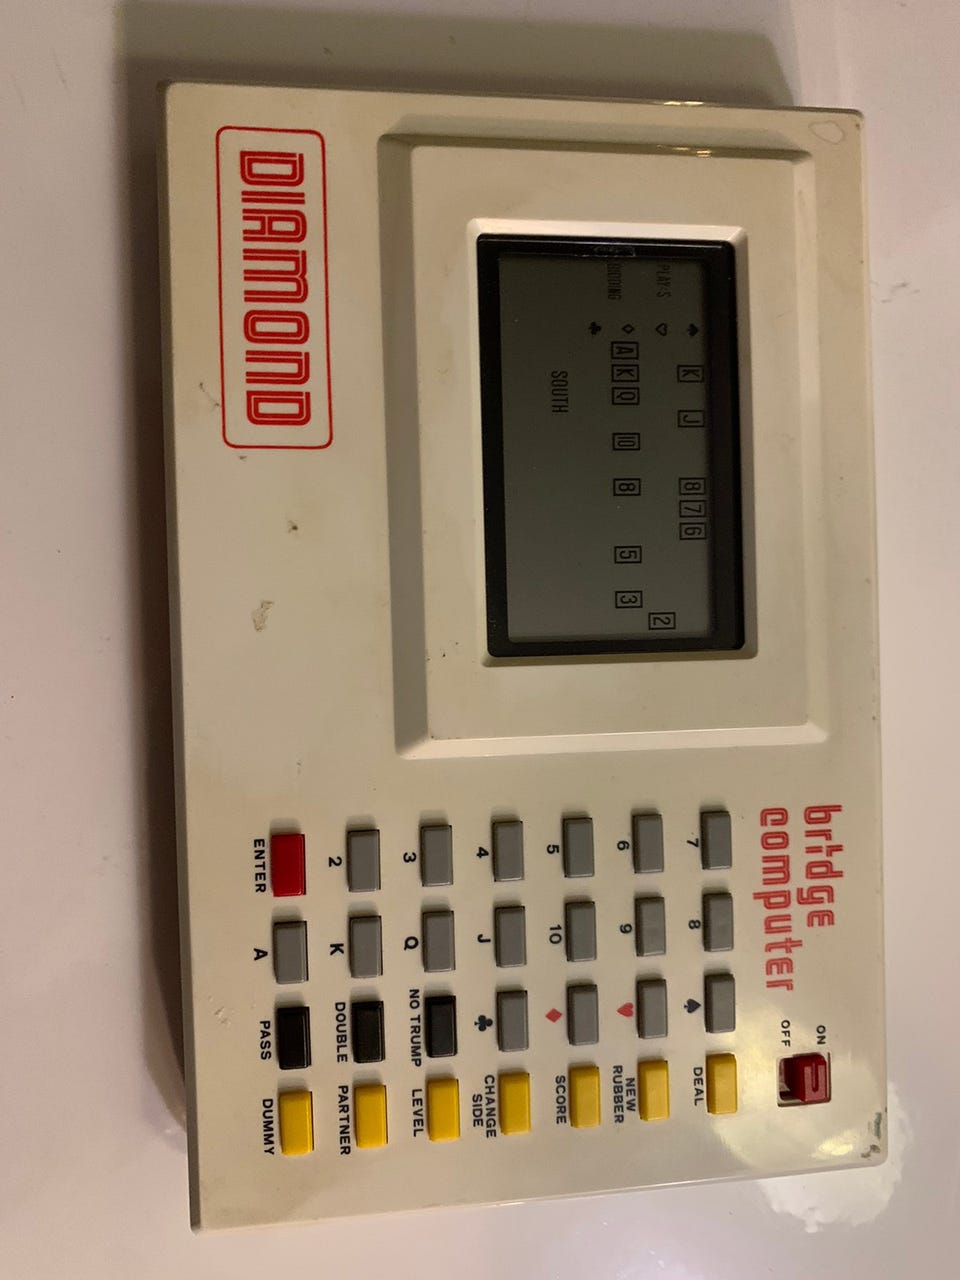 ♠ K J 8 7 6
PLAY-S ♡ 2
BIDDING ◇ A K Q 10 8 5 3
♣
SOUTH
DIAMOND
bridge
computer
ON
OFF
7 8 ♠ DEAL
6 9 ♥ NEW RUBBER
5 10 ♦ SCORE
4 J ♣ CHANGE SIDE
3 Q NO TRUMP LEVEL
2 K DOUBLE PARTNER
ENTER A PASS DUMMY